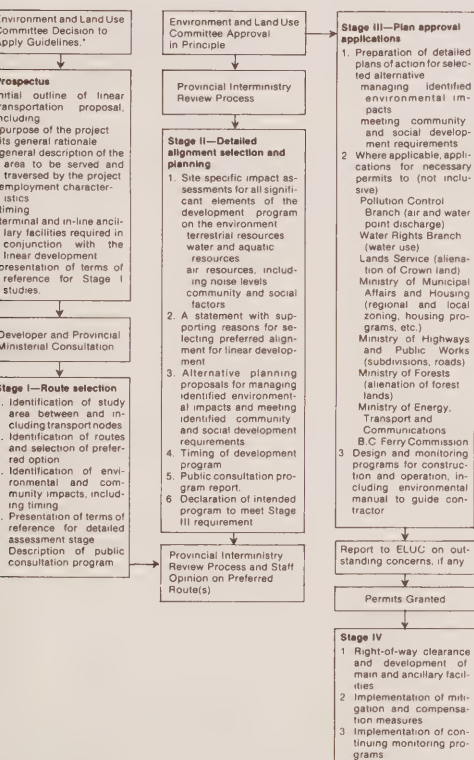 Environment and Land Use
Committee Decision to
Apply Guidelines.*
Prospectus
Initial outline of linear
transportation proposal,
including
purpose of the project
its general rationale
general description of the
area to be served and
traversed by the project
employment character-
istics
timing
terminal and in-line ancil-
lary facilities required in
conjunction with the
linear development
presentation of terms of
reference for Stage I
studies.
Developer and Provincial
Ministerial Consultation
Stage I—Route selection
. Identification of study
area between and in-
cluding transport nodes
. Identification of routes
and selection of prefer-
red option
. Identification of envi-
ronmental and com-
munity impacts, includ-
ing timing
. Presentation of terms of
reference for detailed
assessment stage
Description of public
consultation program
Environment and Land Use
Committee Approval
in Principle
Provincial Interministry
Review Process
Stage II—Detailed
alignment selection and
planning
1. Site specific impact as-
sessments for all signifi-
cant elements of the
development program
on the environment
terrestrial resources
water and aquatic
resources
air resources, includ-
ing noise levels
community and social
factors
2. A statement with sup-
porting reasons for se-
lecting preferred align-
ment for linear develop-
ment
3. Alternative planning
proposals for managing
identified environment-
al impacts and meeting
identified community
and social development
requirements
4. Timing of development
program
5. Public consultation pro-
gram report.
6 Declaration of intended
program to meet Stage
III requirement
Provincial Interministry
Review Process and Staff
Opinion on Preferred
Route(s)
Stage III—Plan approval
applications
1. Preparation of detailed
plans of action for selec-
ted alternative
managing identified
environmental im-
pacts
meeting community
and social develop-
ment requirements
2 Where applicable, appli-
cations for necessary
permits to (not inclu-
sive)
Pollution Control
Branch (air and water
point discharge)
Water Rights Branch
(water use)
Lands Service (aliena-
tion of Crown land)
Ministry of Municipal
Affairs and Housing
(regional and local
zoning, housing pro-
grams, etc.)
Ministry of Highways
and Public Works
(subdivisions, roads)
Ministry of Forests
(alienation of forest
lands)
Ministry of Energy,
Transport and
Communications
B.C Ferry Commission
3 Design and monitoring
programs for construc-
tion and operation, in-
cluding environmental
manual to guide con-
tractor
Report to ELUC on out-
standing concerns, if any
Permits Granted
Stage IV
1 Right-of-way clearance
and development of
main and ancillary facil-
ities
2 Implementation of miti-
gation and compensa-
tion measures
3 Implementation of con-
tinuing monitoring pro-
grams